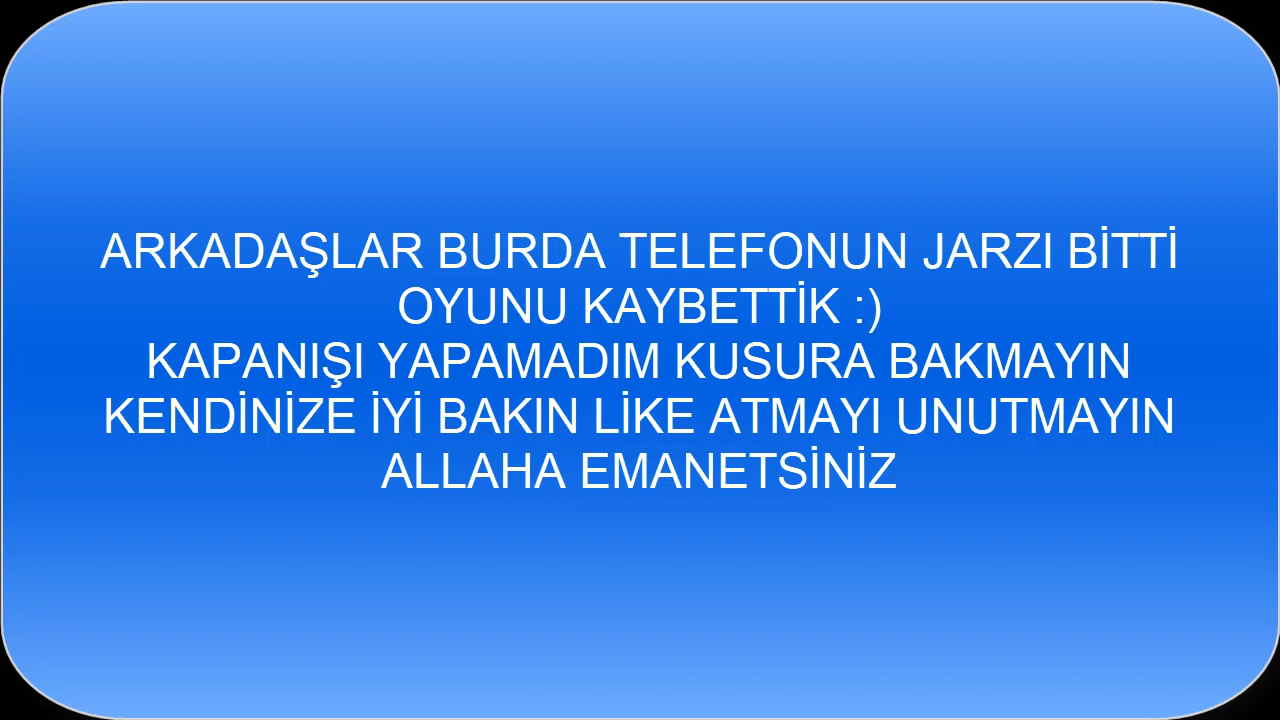 ARKADAŞLAR BURDA TELEFONUN JARZI BİTTİ
OYUNU KAYBETTİK :)
KAPANIŞI YAPAMADIM KUSURA BAKMAYIN
KENDİNİZE İYİ BAKIN LİKE ATMAYI UNUTMAYIN
ALLAHA EMANETSİNİZ